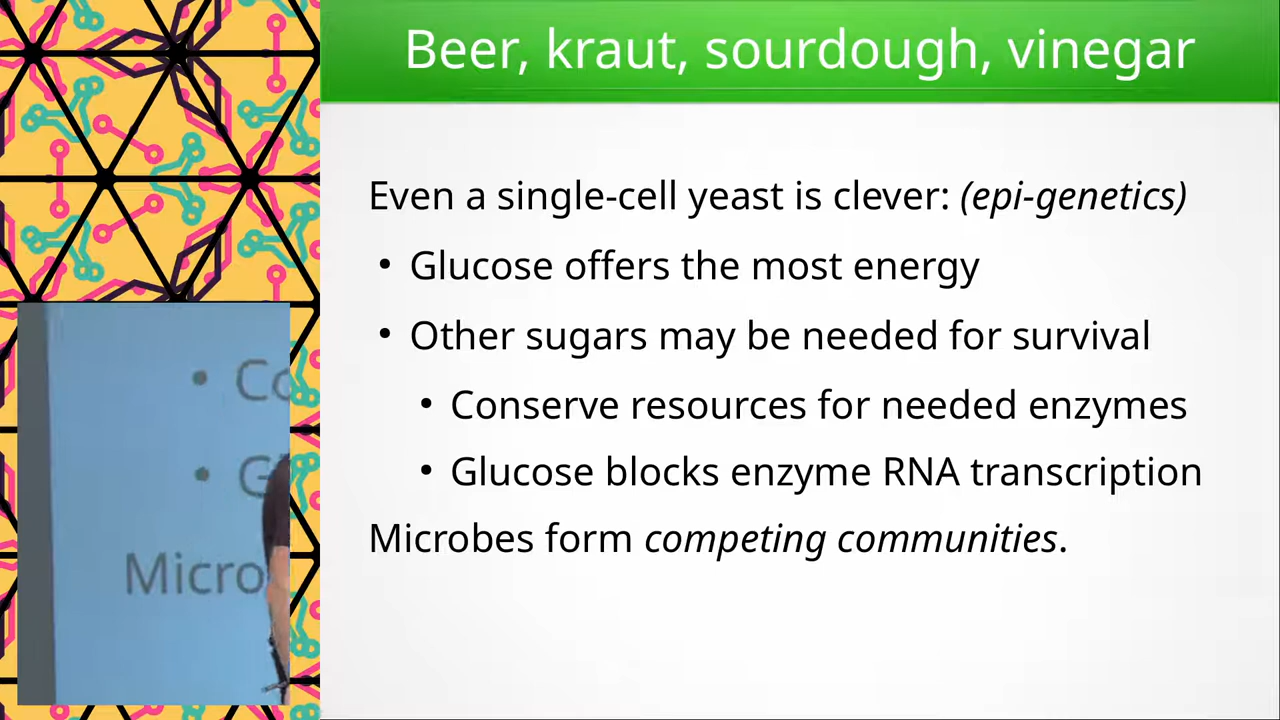 Beer, kraut, sourdough, vinegar
Even a single-cell yeast is clever: (epi-genetics)
• Glucose offers the most energy
• Other sugars may be needed for survival
• Conserve resources for needed enzymes
• Glucose blocks enzyme RNA transcription
Microbes form competing communities.
• Co
• G
Micro